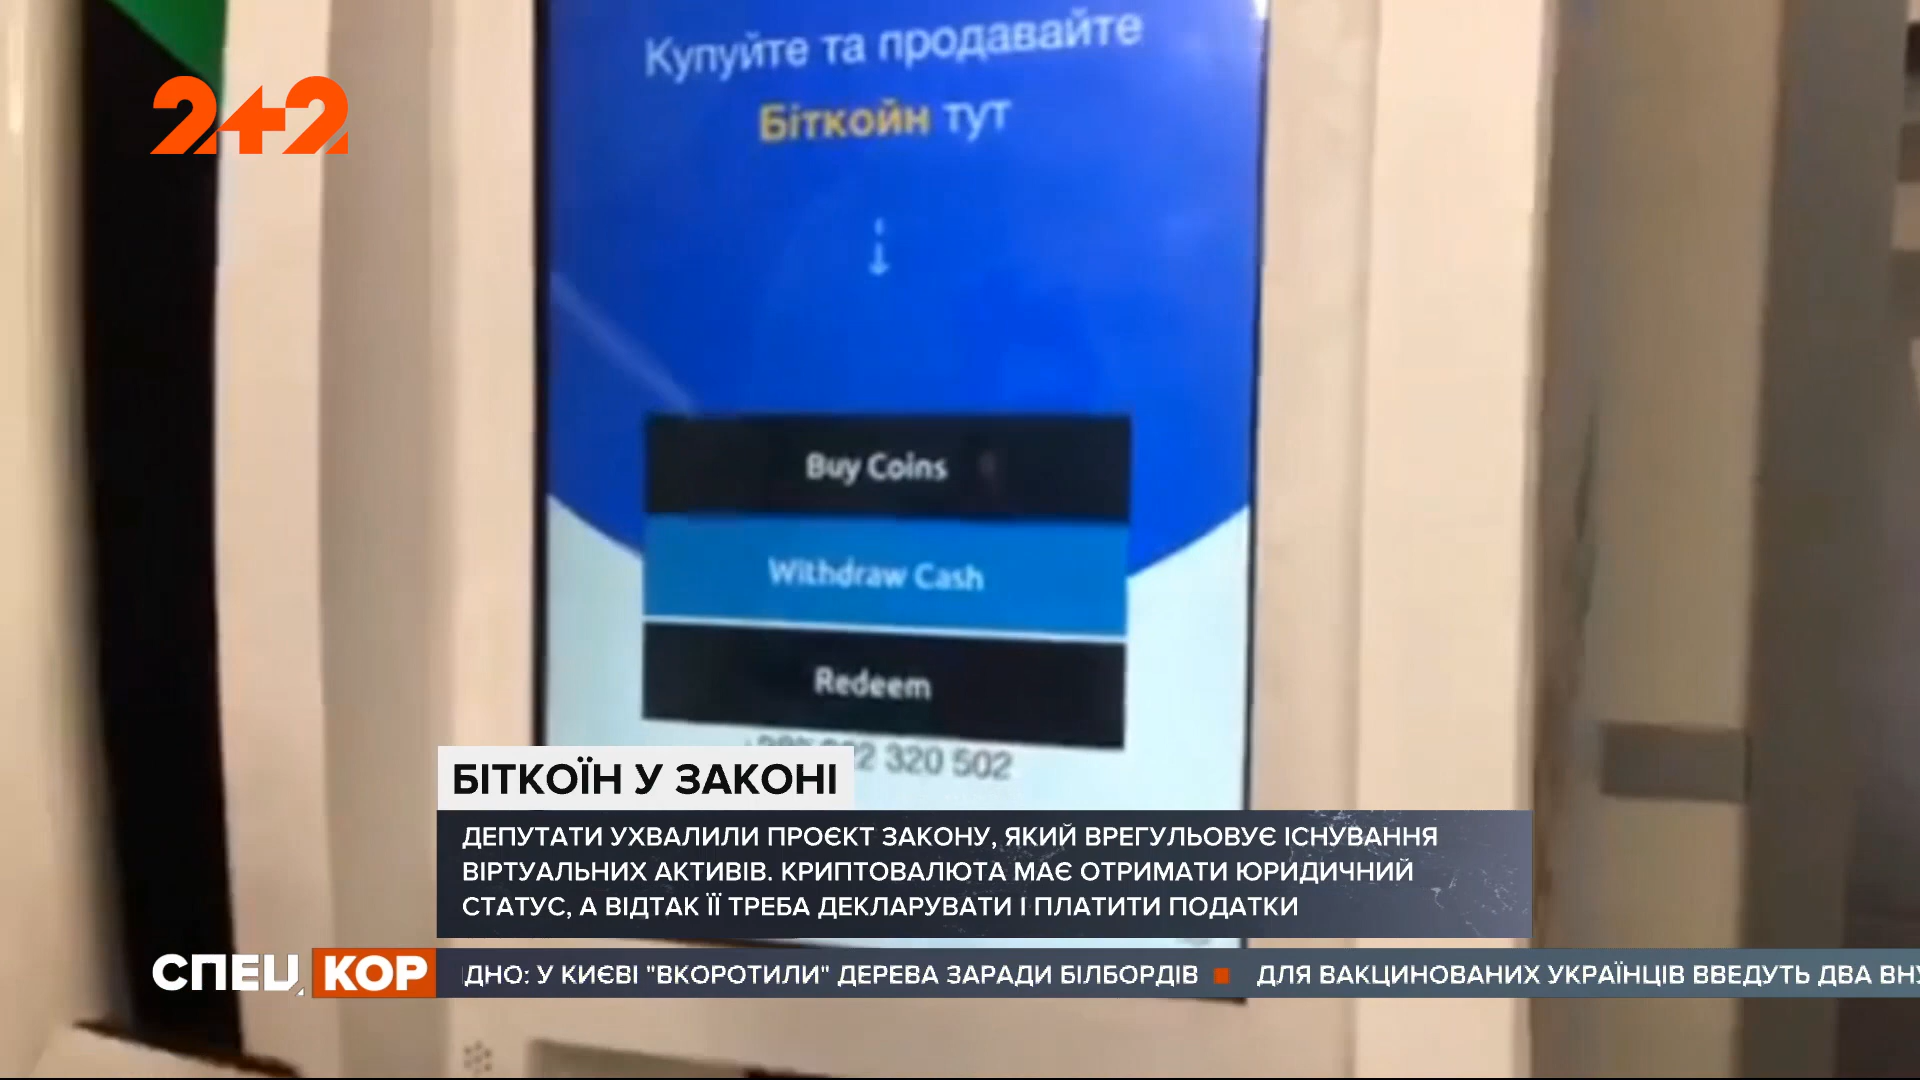 Купуйте та продавайте
Біткойн тут
2+2
Buy Coins
Withdraw Cash
Redeem
2 320 502
БІТКОЇН У ЗАКОНІ
ДЕПУТАТИ УХВАЛИЛИ ПРОЄКТ ЗАКОНУ, ЯКИЙ ВРЕГУЛЬОВУЄ ІСНУВАННЯ
ВІРТУАЛЬНИХ АКТИВІВ. КРИПТОВАЛЮТА МАЄ ОТРИМАТИ ЮРИДИЧНИЙ
СТАТУС, А ВІДТАК ЇЇ ТРЕБА ДЕКЛАРУВАТИ І ПЛАТИТИ ПОДАТКИ
СПЕЦКОР ІДНО: У КИЄВІ "ВКОРОТИЛИ" ДЕРЕВА ЗАРАДИ БІЛБОРДІВ ДЛЯ ВАКЦИНОВАНИХ УКРАЇНЦІВ ВВЕДУТЬ ДВА ВНУ